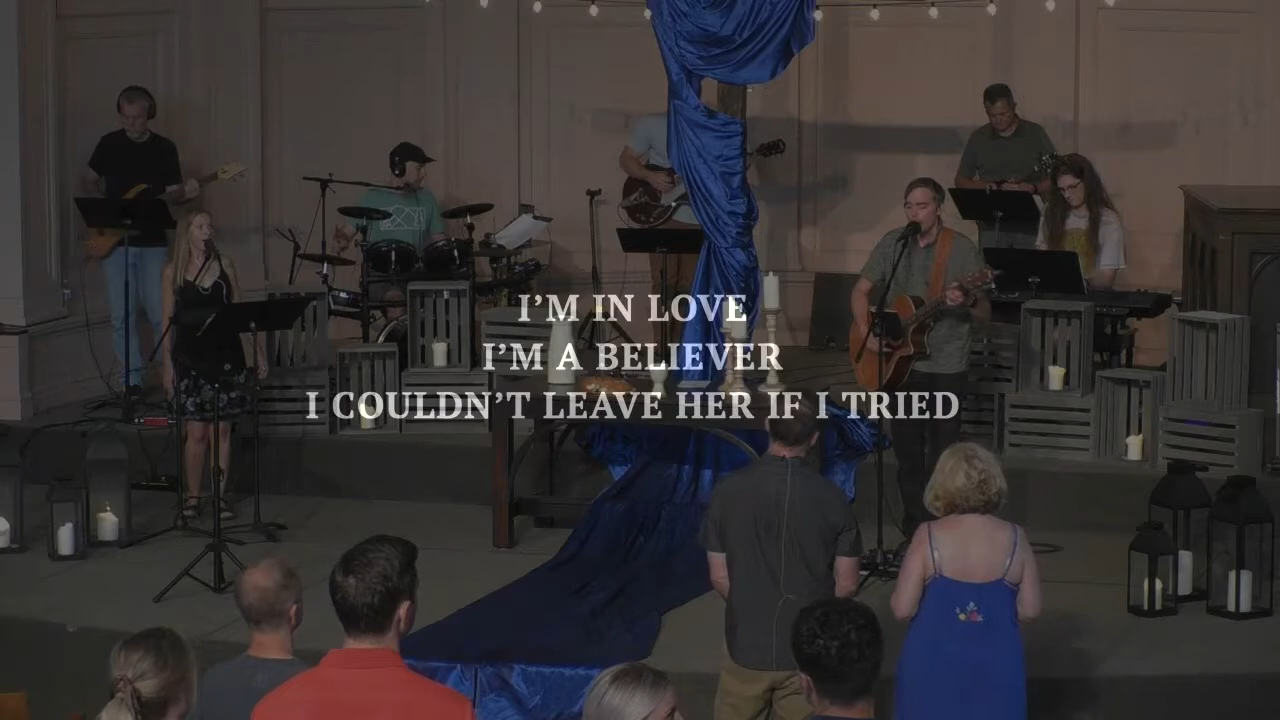 I'M IN LOVE
I'M A BELIEVER
I COULDN'T LEAVE HER IF I TRIED